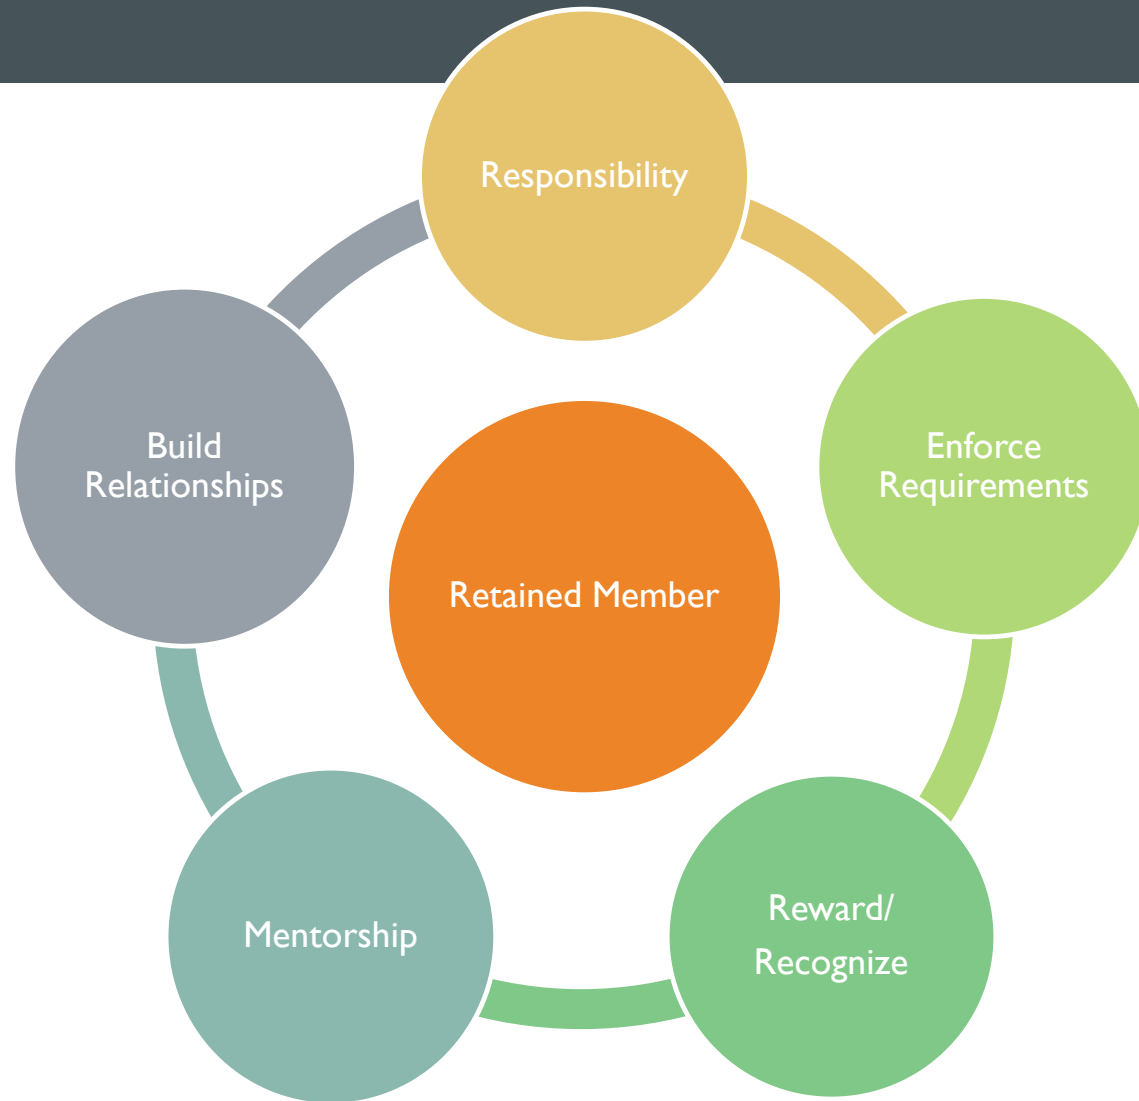 Responsibility
Enforce
Requirements
Reward/
Recognize
Mentorship
Build
Relationships
Retained Member